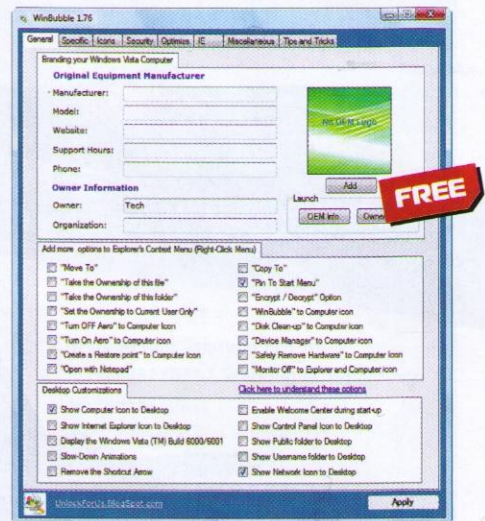 WinBubble 1.76
General Specific Icons Security Optimize IE Miscellaneous Tips and Tricks
Branding your Windows Vista Computer
Original Equipment Manufacturer
Manufacturer:
Model:
Website:
Support Hours:
Phone:
No OEM Logo
Add
FREE
Owner Information
Owner: Tech
Organization:
Launch
OEM Info Owner
Add more options to Explorer's Context Menu (Right-Click Menu)
"Move To"
"Take the Ownership of this file"
"Take the Ownership of this folder"
"Set the Ownership to Current User Only"
"Turn OFF Aero" to Computer Icon
"Turn On Aero" to Computer Icon
"Create a Restore point" to Computer Icon
"Open with Notepad"
"Copy To"
"Pin To Start Menu"
"Encrypt / Decrypt" Option
"WinBubble" to Computer icon
"Disk Clean-up" to Computer icon
"Device Manager" to Computer icon
"Safely Remove Hardware" to Computer Icon
"Monitor Off" to Explorer and Computer icon
Desktop Customizations
Click here to understand these options
Show Computer Icon to Desktop
Show Internet Explorer Icon to Desktop
Display the Windows Vista (TM) Build 6000/6001
Slow-Down Animations
Remove the Shortcut Arrow
Enable Welcome Center during start-up
Show Control Panel Icon to Desktop
Show Public folder to Desktop
Show Username folder to Desktop
Show Network Icon to Desktop
UnlockForUs.BlogSpot.com
Apply